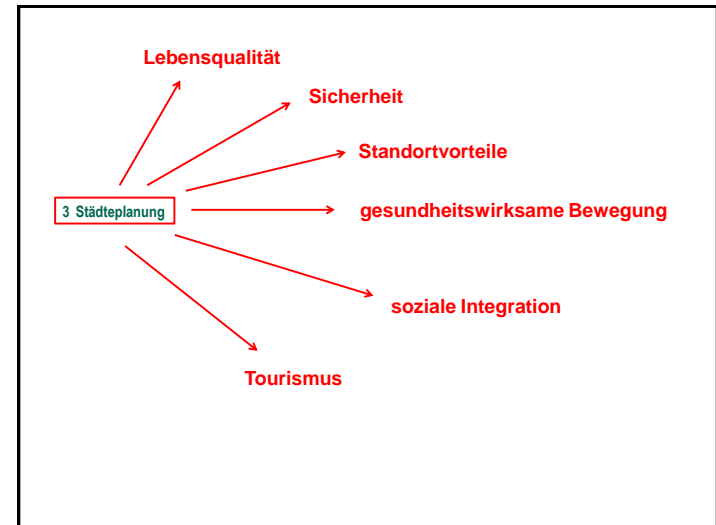 Lebensqualität
Sicherheit
Standortvorteile
3 Städteplanung
gesundheitswirksame Bewegung
soziale Integration
Tourismus